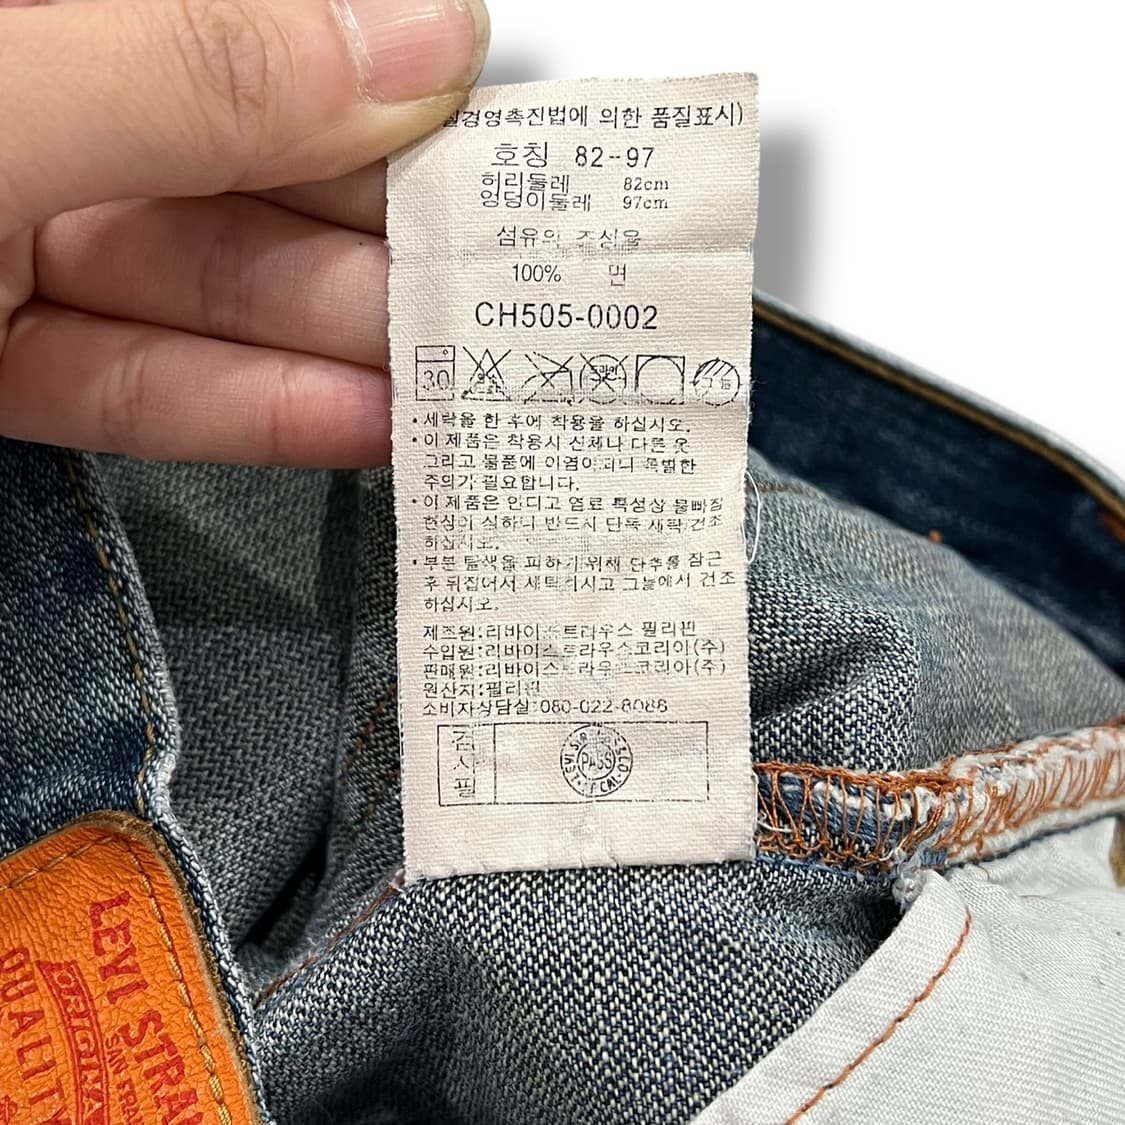 경영촉진법에 의한 품질표시)
호칭 82-97
허리둘레 82cm
엉덩이둘레 97cm
섬유의 조성율
100% 면
CH505-0002
30
그늘
• 세탁을 한 후에 착용을 하십시오.
• 이 제품은 착용시 신체나 다른 옷
그리고 물품에 이염이 되니 특별한
주의가 필요합니다.
• 이 제품은 인디고 염료 특성상 물빠짐
현상이 심하니 반드시 단독 세탁 건조
하십시오.
• 부분 탈색을 피하기 위해 단추를 잠근
후 뒤집어서 세탁하시고 그늘에서 건조
하십시오.
제조원:리바이스트라우스 필리핀
수입원:리바이스트라우스코리아(주)
판매원:리바이스트라우스코리아(주)
원산지:필리핀
소비자상담실:080-022-8086
검사필
PASS
LEVI STRA
SAN FRAN
ORIGINA
QUALITY